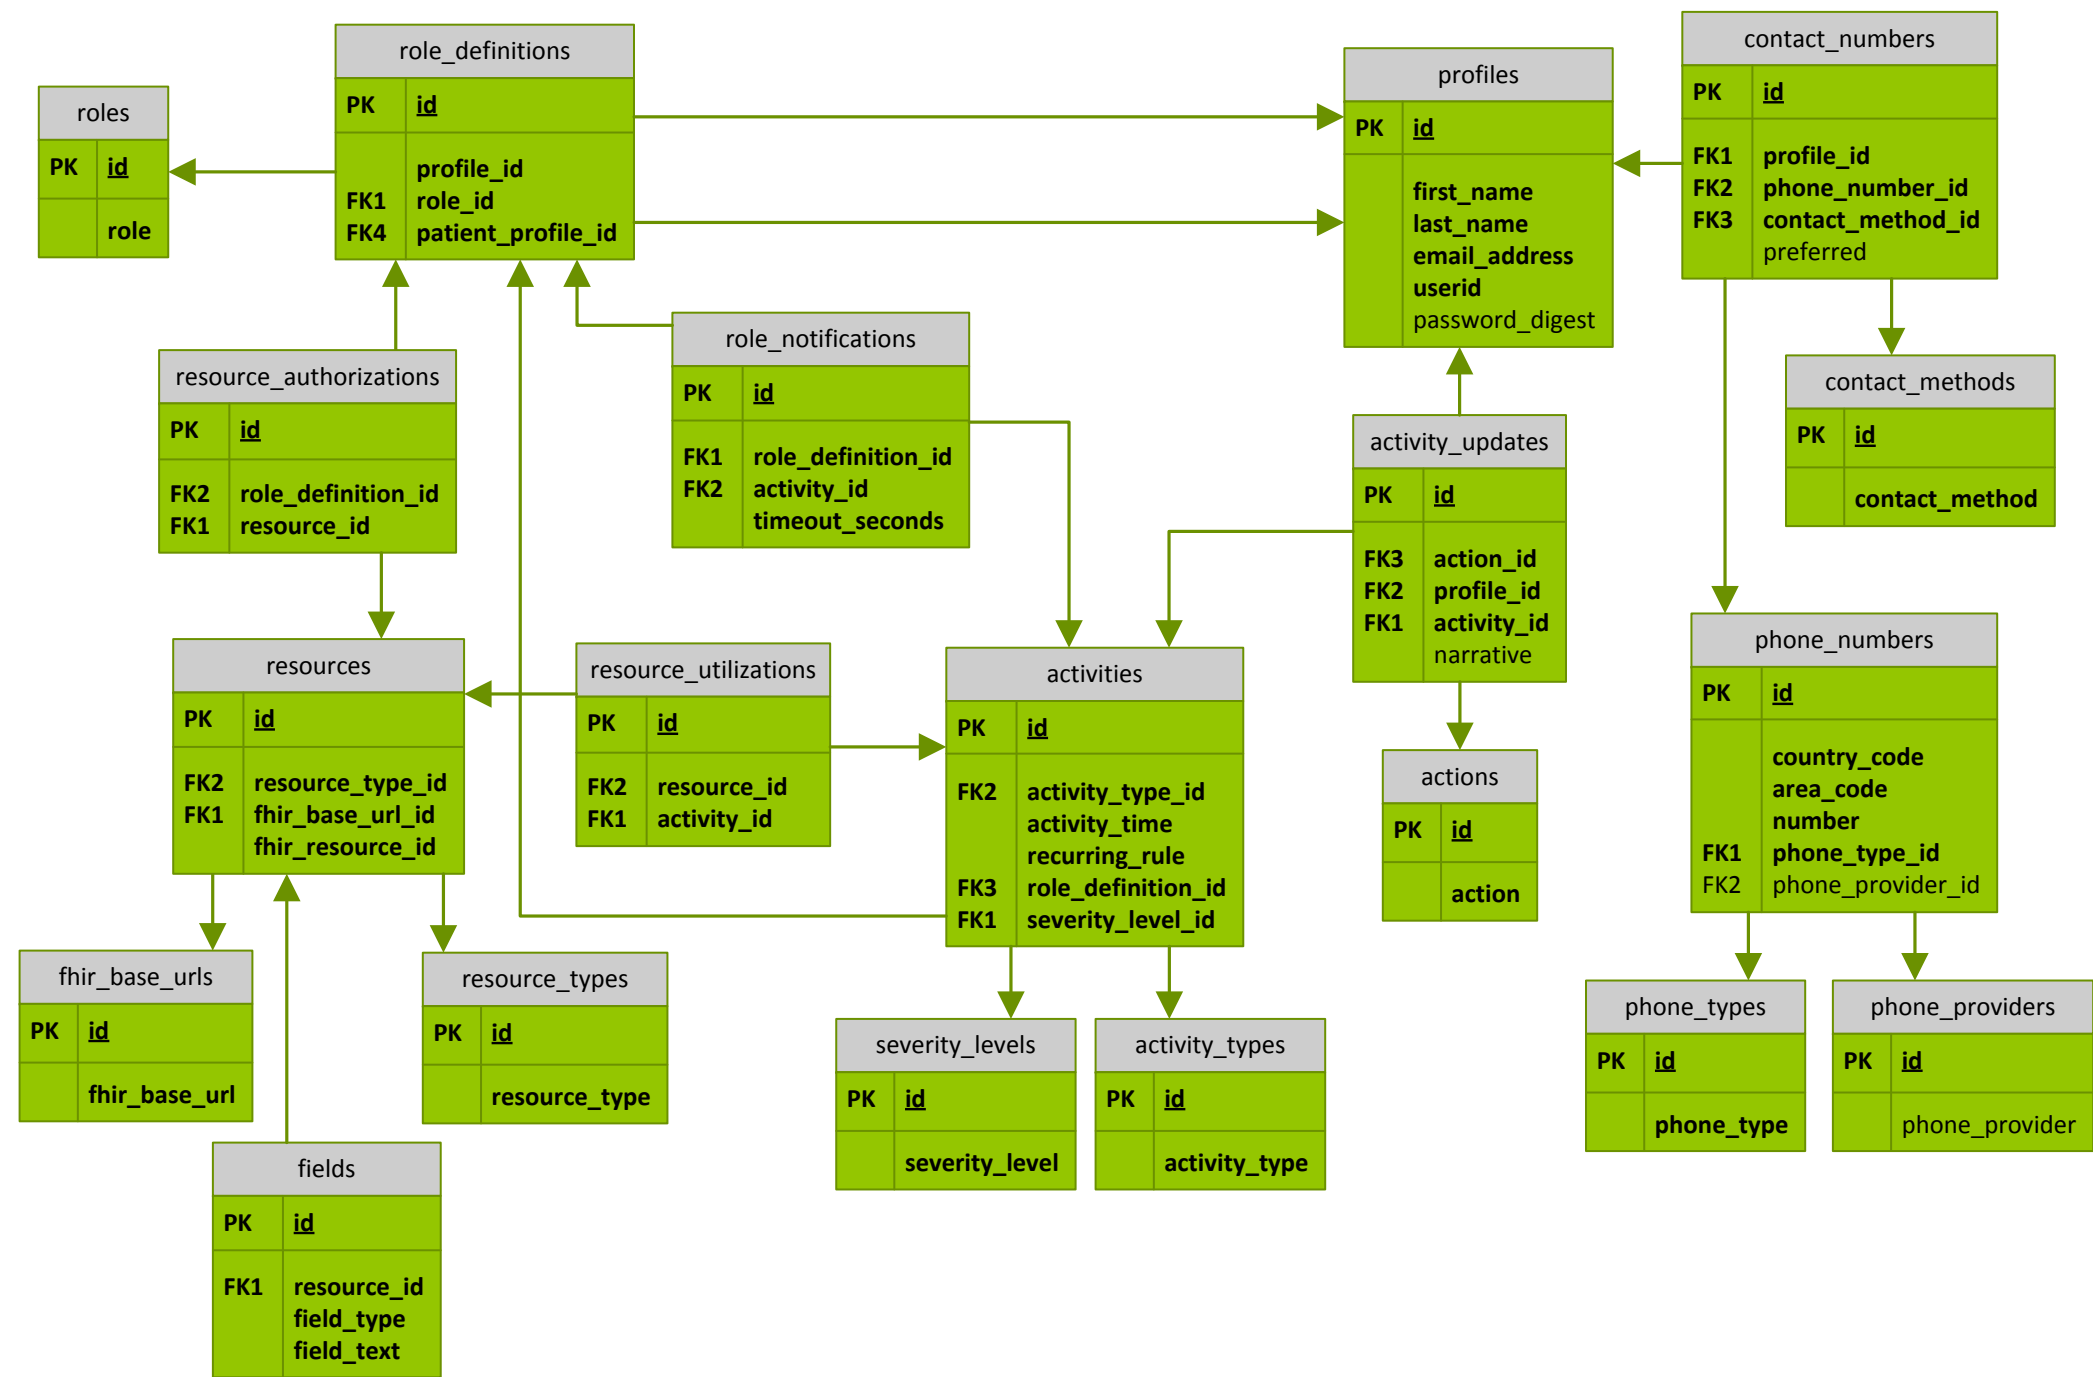 role_definitions
PK id
profile_id
FK1 role_id
FK4 patient_profile_id
roles
PK id
role
profiles
PK id
first_name
last_name
email_address
userid
password_digest
contact_numbers
PK id
FK1 profile_id
FK2 phone_number_id
FK3 contact_method_id
preferred
resource_authorizations
PK id
FK2 role_definition_id
FK1 resource_id
role_notifications
PK id
FK1 role_definition_id
FK2 activity_id
timeout_seconds
activity_updates
PK id
FK3 action_id
FK2 profile_id
FK1 activity_id
narrative
contact_methods
PK id
contact_method
resources
PK id
FK2 resource_type_id
FK1 fhir_base_url_id
fhir_resource_id
resource_utilizations
PK id
FK2 resource_id
FK1 activity_id
activities
PK id
FK2 activity_type_id
activity_time
recurring_rule
FK3 role_definition_id
FK1 severity_level_id
actions
PK id
action
phone_numbers
PK id
country_code
area_code
number
FK1 phone_type_id
FK2 phone_provider_id
fhir_base_urls
PK id
fhir_base_url
resource_types
PK id
resource_type
severity_levels
PK id
severity_level
activity_types
PK id
activity_type
phone_types
PK id
phone_type
phone_providers
PK id
phone_provider
fields
PK id
FK1 resource_id
field_type
field_text